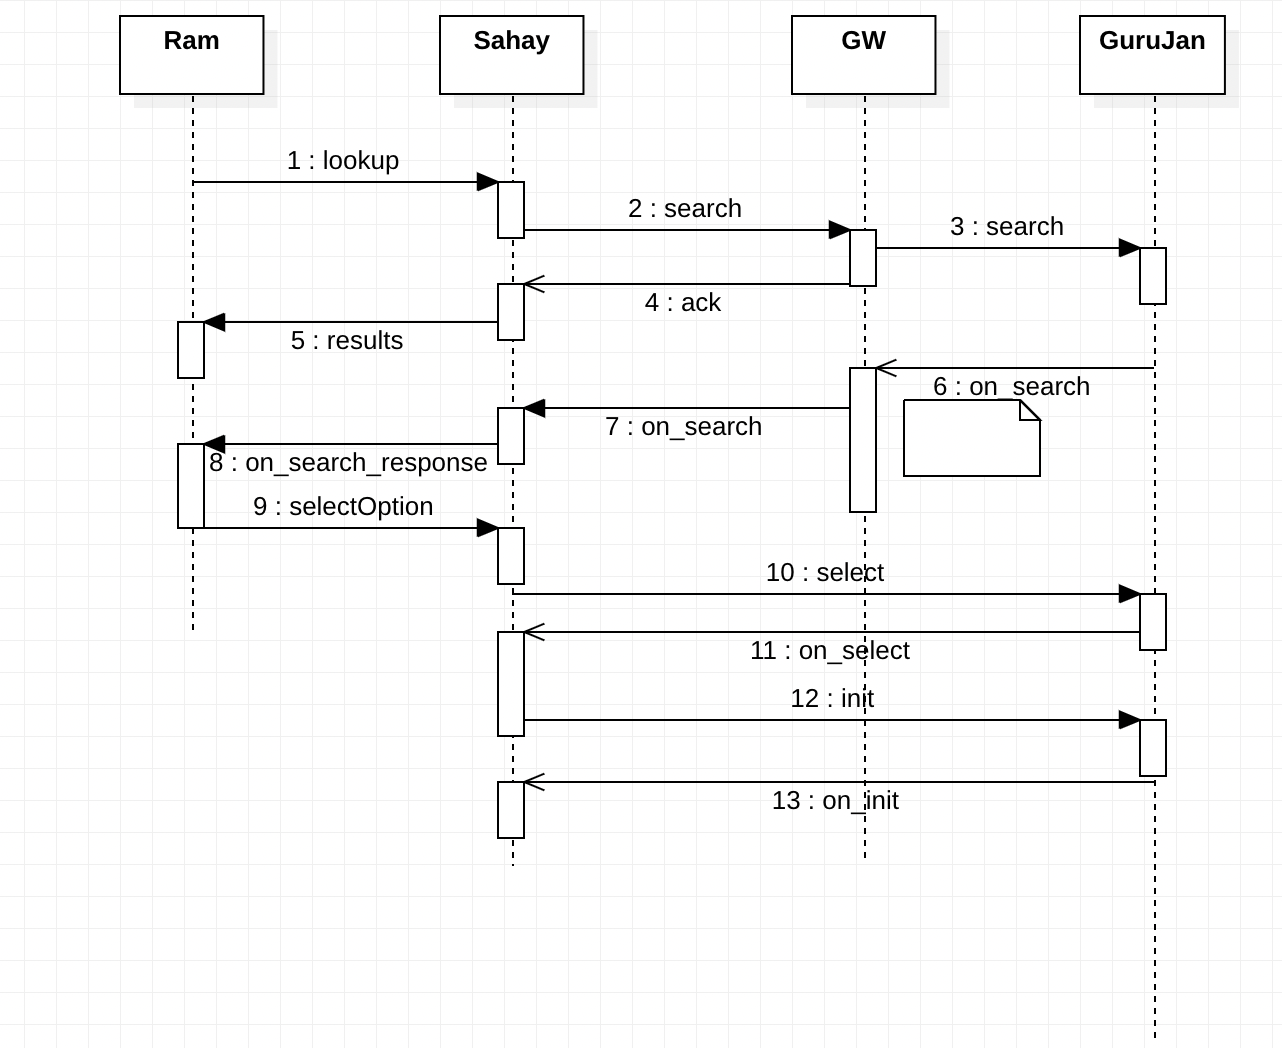 Ram
Sahay
GW
GuruJan
1 : lookup
2 : search
3 : search
4 : ack
5 : results
6 : on_search
7 : on_search
8 : on_search_response
9 : selectOption
10 : select
11 : on_select
12 : init
13 : on_init